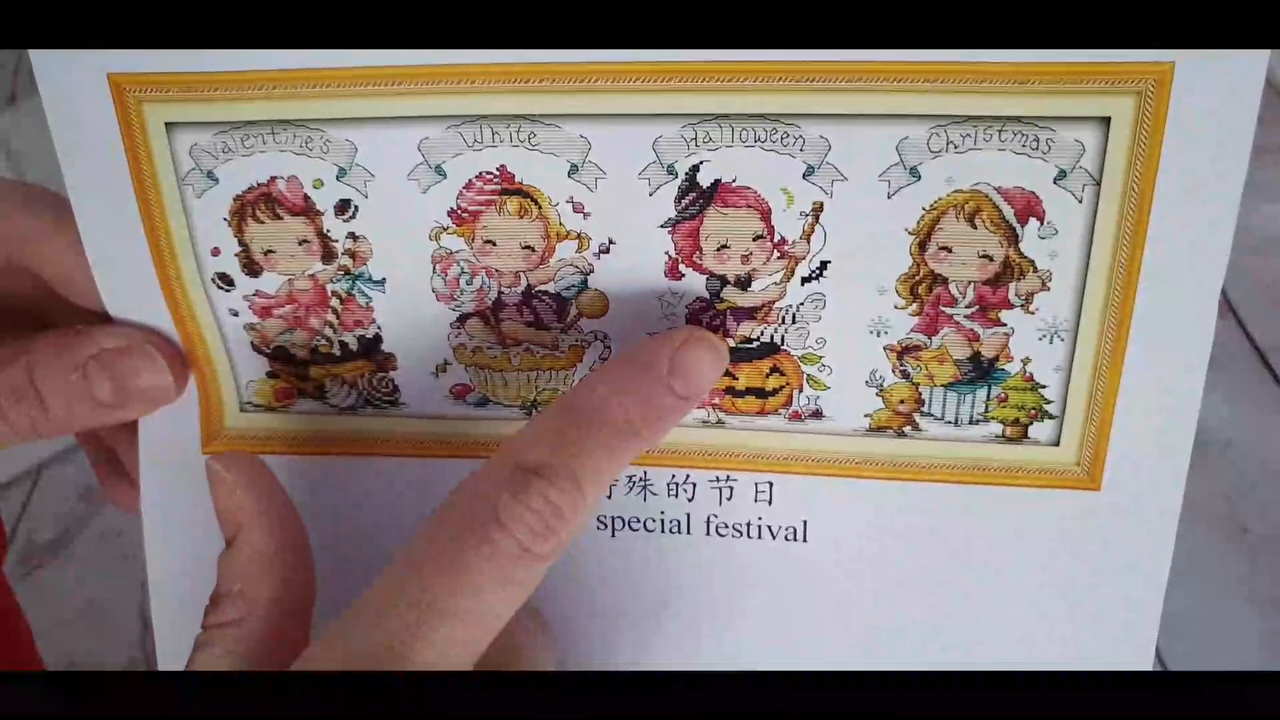 Valentine's
White
Halloween
Christmas
殊的节日
special festival